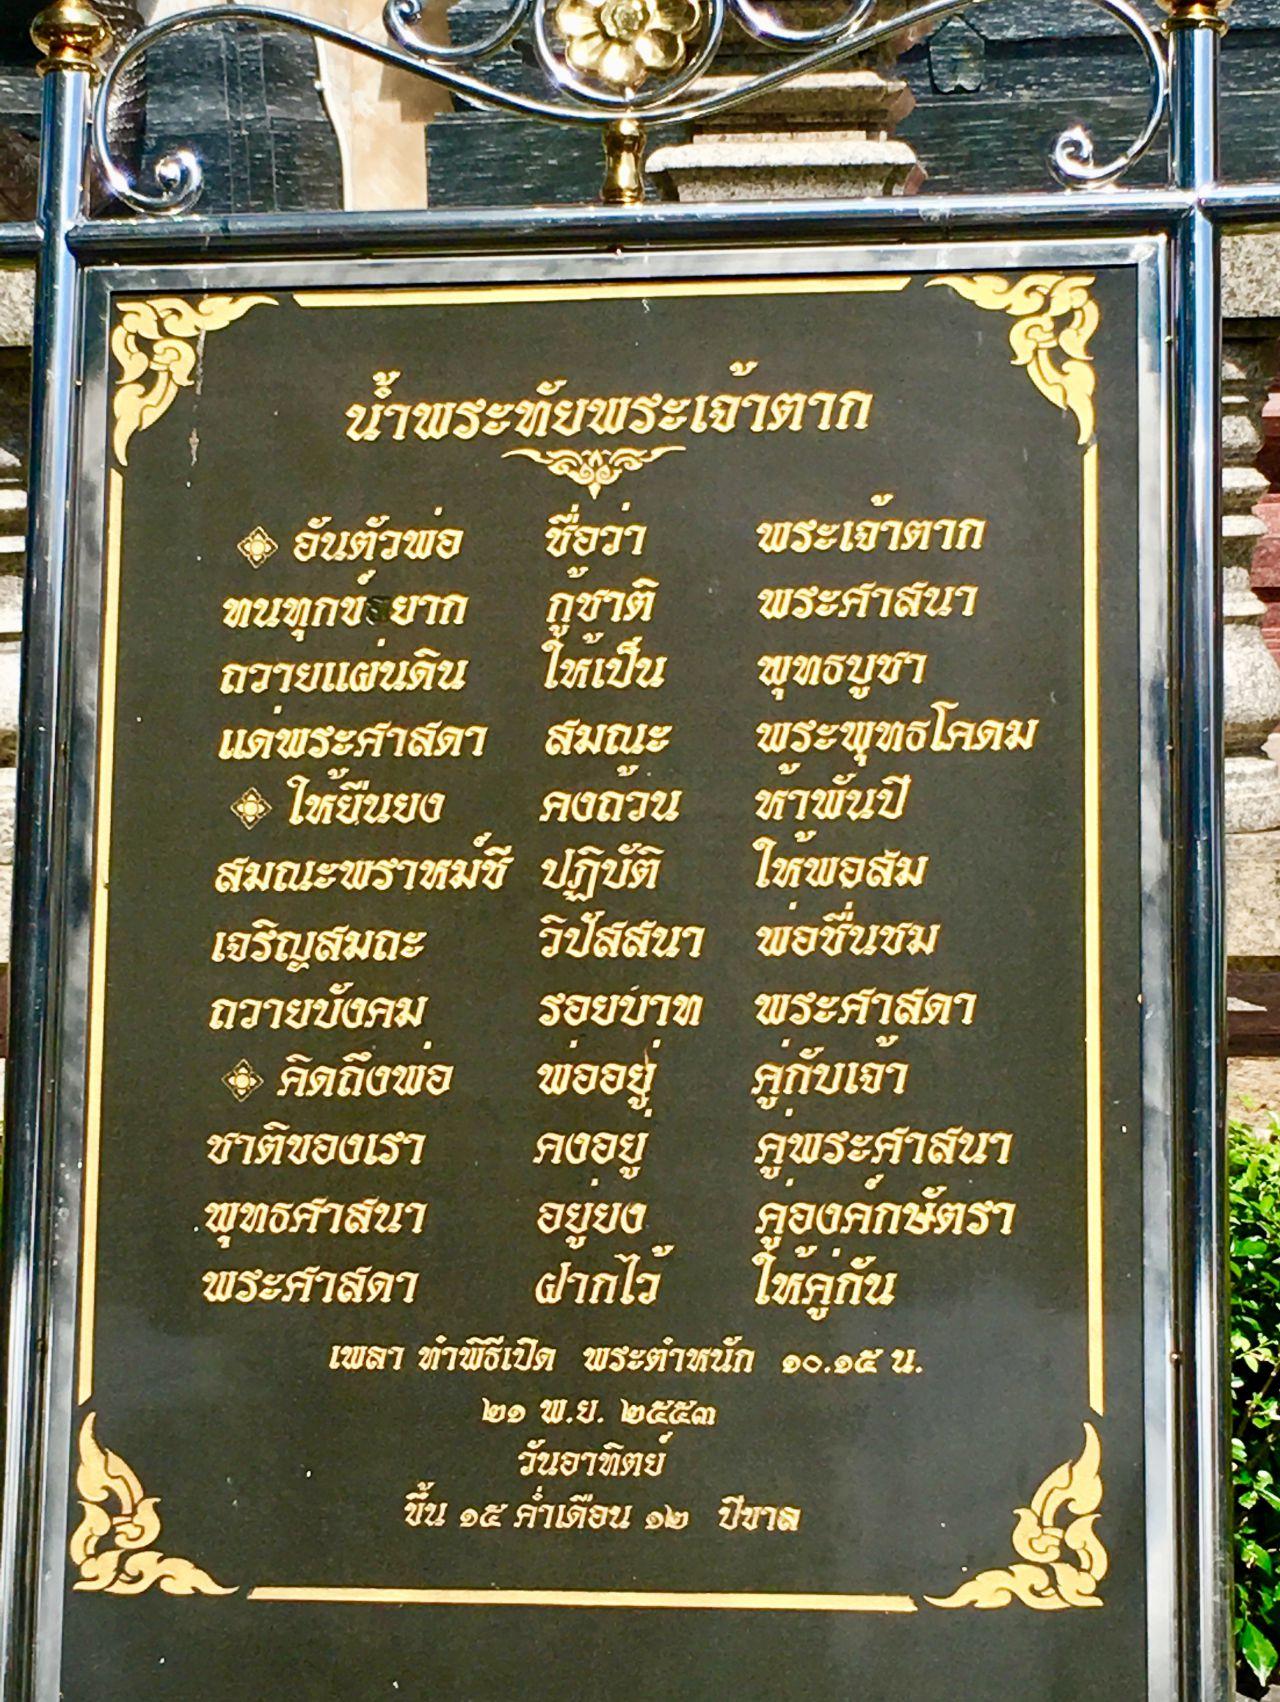 น้ำพระทัยพระเจ้าตาก
อันตัวพ่อ ชื่อว่า พระเจ้าตาก
ทนทุกข์ยาก กู้ชาติ พระศาสนา
ถวายแผ่นดิน ให้เป็น พุทธบูชา
แด่พระศาสดา สมณะ พระพุทธโคดม
ให้ยืนยง คงถ้วน ห้าพันปี
สมณะพราหม์ชี ปฏิบัติ ให้พอสม
เจริญสมถะ วิปัสสนา พ่อชื่นชม
ถวายบังคม รอยบาท พระศาสดา
คิดถึงพ่อ พ่ออยู่ คู่กับเจ้า
ชาติของเรา คงอยู่ คู่พระศาสนา
พุทธศาสนา อยู่ยง คู่องค์กษัตรา
พระศาสดา ฝากไว้ ให้คู่กัน
เพลา ทำพิธีเปิด พระตำหนัก ๑๐.๑๕ น.
๒๑ พ.ย. ๒๕๕๓
วันอาทิตย์
ขึ้น ๑๕ ค่ำเดือน ๑๒ ปีขาล